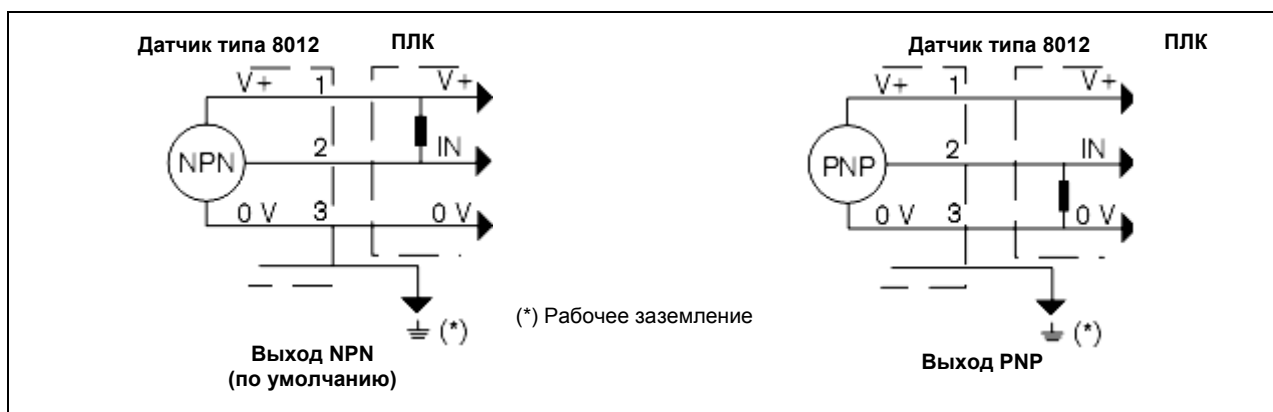 Датчик типа 8012 ПЛК
V+ 1 V+
NPN 2 IN
0 V 3 0 V
(*)
Выход NPN
(по умолчанию)
(*) Рабочее заземление
Датчик типа 8012 ПЛК
V+ 1 V+
PNP 2 IN
0 V 3 0 V
(*)
Выход PNP